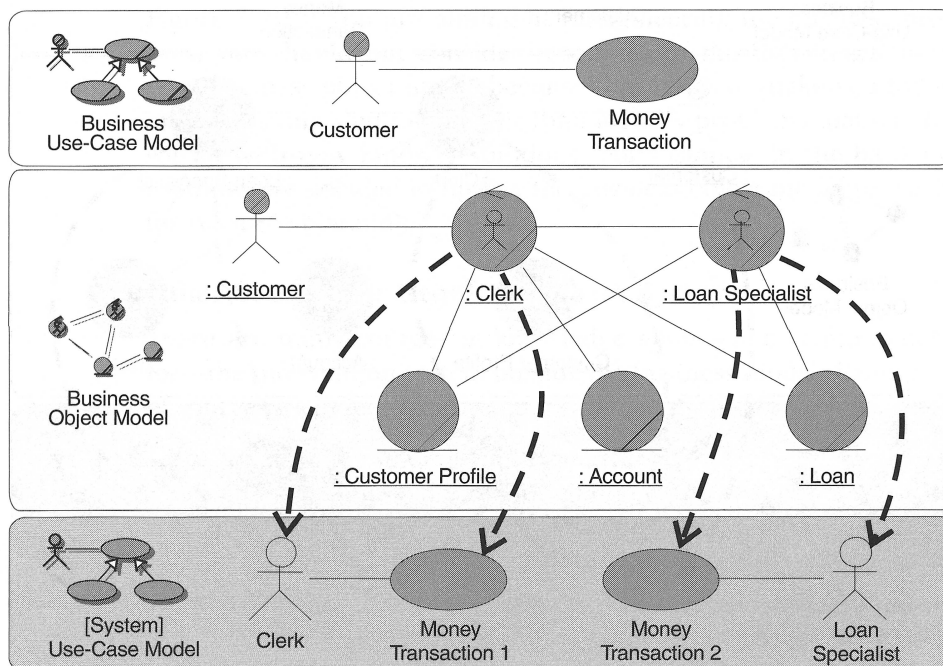 Business
Use-Case Model
Customer
Money
Transaction
: Customer
: Clerk
: Loan Specialist
Business
Object Model
: Customer Profile
: Account
: Loan
[System]
Use-Case Model
Clerk
Money
Transaction 1
Money
Transaction 2
Loan
Specialist